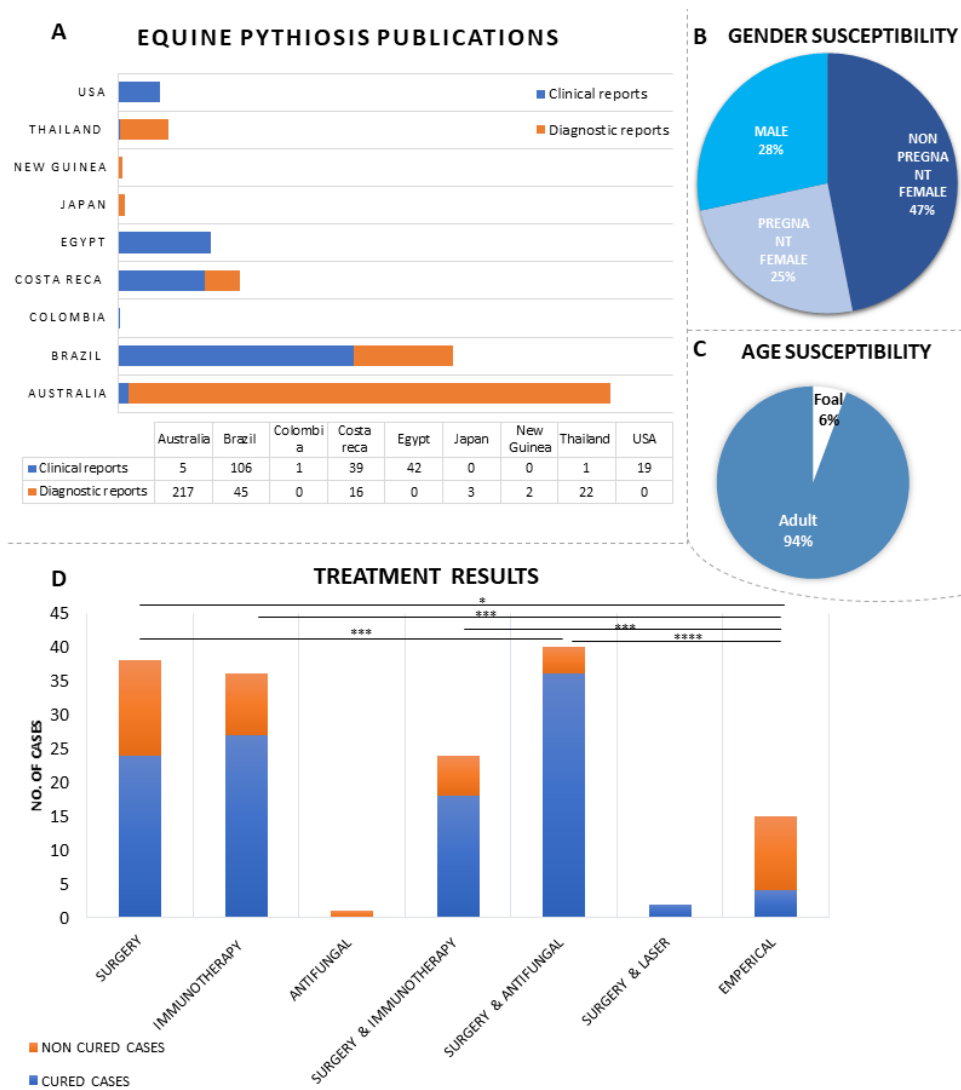 A
EQUINE PYTHIOSIS PUBLICATIONS
USA
THAILAND
NEW GUINEA
JAPAN
EGYPT
COSTA RECA
COLOMBIA
BRAZIL
AUSTRALIA
Clinical reports
Diagnostic reports
Australia Brazil Colombi Costa Egypt Japan New Thailand USA
a reca Guinea
Clinical reports 5 106 1 39 42 0 0 1 19
Diagnostic reports 217 45 0 16 0 3 2 22 0
B GENDER SUSCEPTIBILITY
MALE
28%
NON
PREGNA
NT
FEMALE
47%
PREGNA
NT
FEMALE
25%
C AGE SUSCEPTIBILITY
Foal
6%
Adult
94%
D TREATMENT RESULTS
*
***
***
*** ****
NO. OF CASES
45
40
35
30
25
20
15
10
5
0
SURGERY
IMMUNOTHERAPY
ANTIFUNGAL
SURGERY & IMMUNOTHERAPY
SURGERY & ANTIFUNGAL
SURGERY & LASER
EMPERICAL
NON CURED CASES
CURED CASES